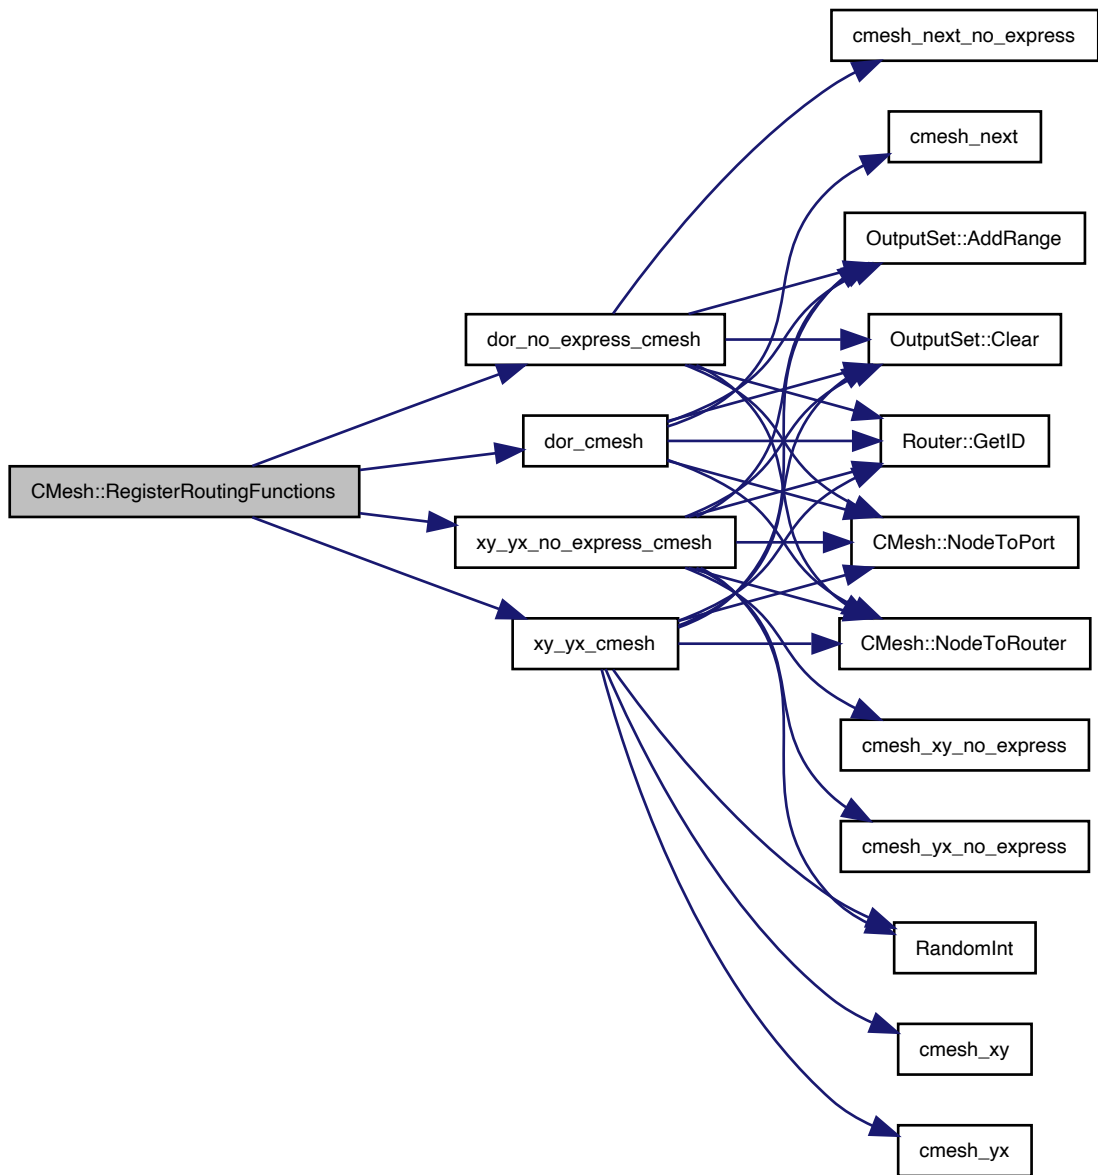 cmesh_next_no_express
cmesh_next
OutputSet::AddRange
dor_no_express_cmesh
OutputSet::Clear
dor_cmesh
Router::GetID
CMesh::RegisterRoutingFunctions
xy_yx_no_express_cmesh
CMesh::NodeToPort
xy_yx_cmesh
CMesh::NodeToRouter
cmesh_xy_no_express
cmesh_yx_no_express
RandomInt
cmesh_xy
cmesh_yx